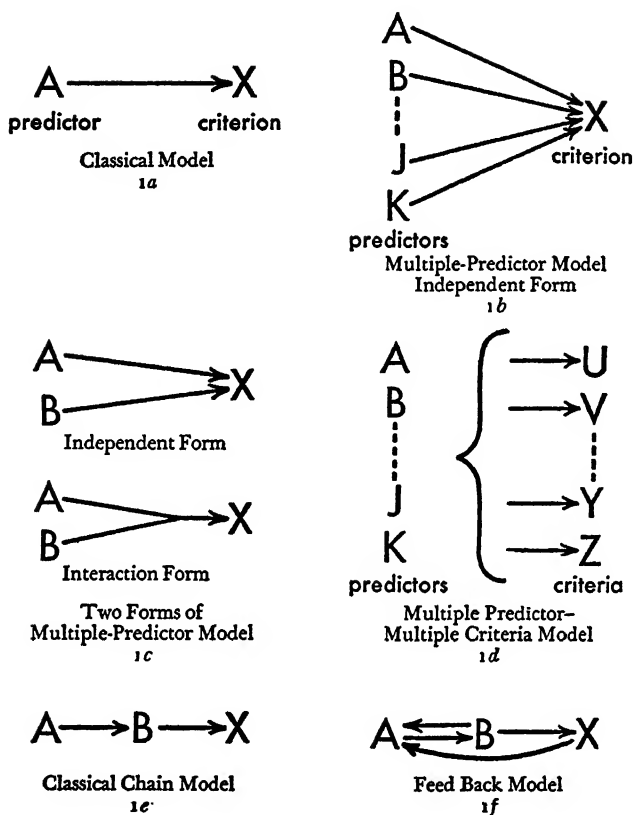 A X
predictor criterion
Classical Model
1a
A
B
J
K
X
criterion
predictors
Multiple-Predictor Model
Independent Form
1b
A
B
X
Independent Form
A
B
X
Interaction Form
Two Forms of
Multiple-Predictor Model
1c
A
B
J
K
predictors
U
V
Y
Z
criteria
Multiple Predictor–
Multiple Criteria Model
1d
A B X
Classical Chain Model
1e
A B X
Feed Back Model
1f